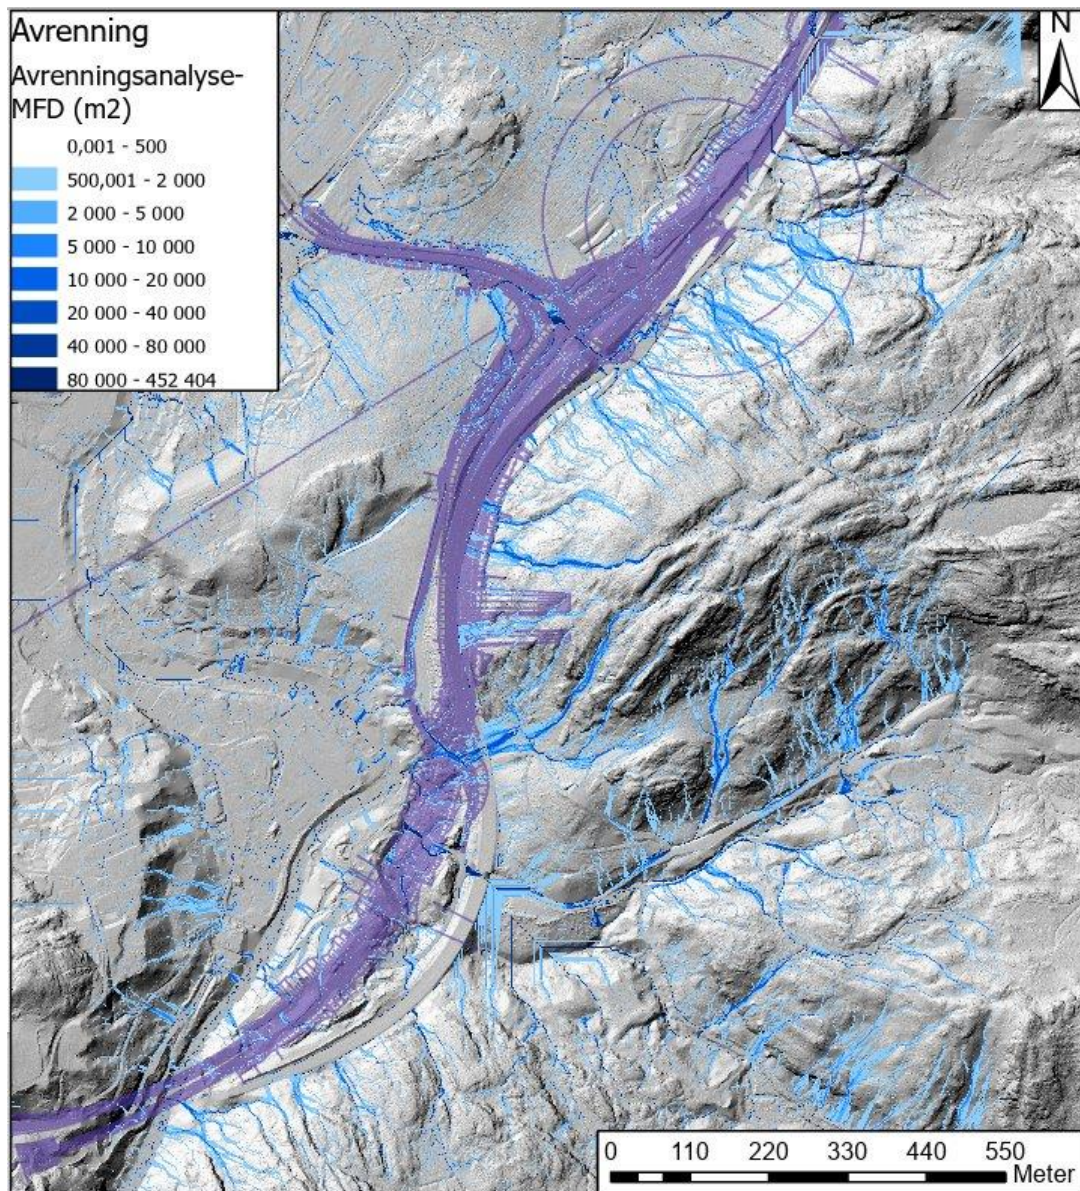 Avrenning
Avrenningsanalyse-
MFD (m2)
0,001 - 500
500,001 - 2 000
2 000 - 5 000
5 000 - 10 000
10 000 - 20 000
20 000 - 40 000
40 000 - 80 000
80 000 - 452 404
N
0 110 220 330 440 550
Meter